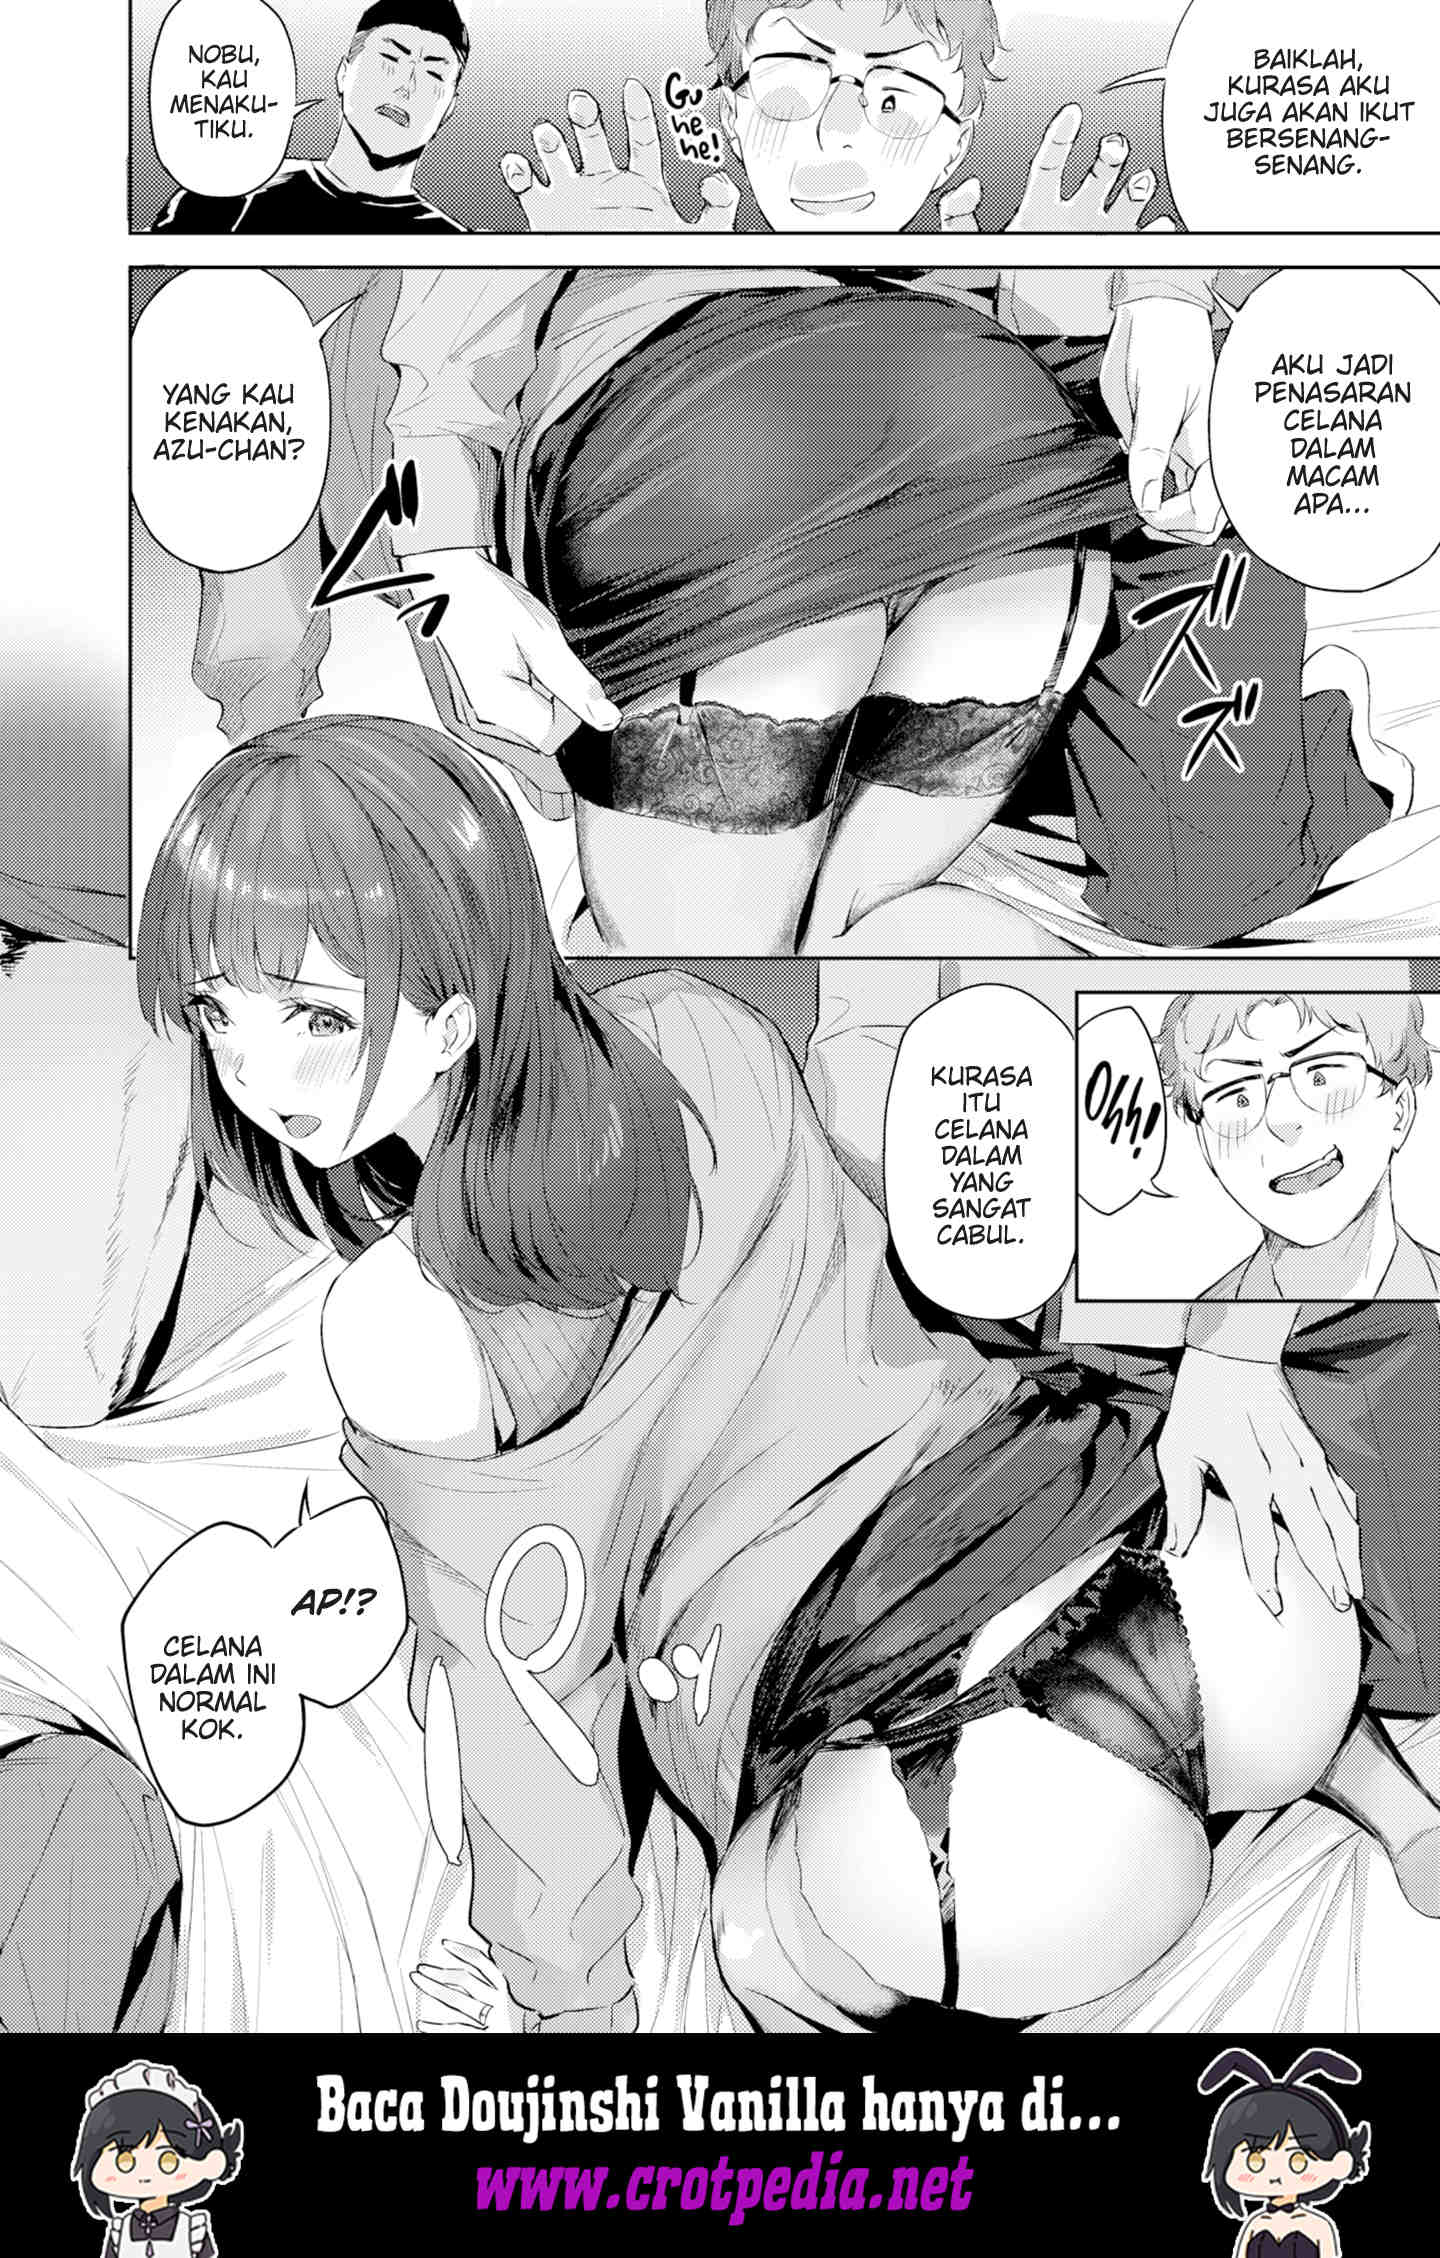 BAIKLAH,
KURASA AKU
JUGA AKAN IKUT
BERSENANG-
SENANG.
GU
HE
HE!
NOBU,
KAU
MENAKU-
TIKU.
AKU JADI
PENASARAN
CELANA
DALAM
MACAM
APA...
YANG KAU
KENAKAN,
AZU-CHAN?
OHH!
KURASA
ITU
CELANA
DALAM
YANG
SANGAT
CABUL.
AP!?
CELANA
DALAM INI
NORMAL
KOK.
Baca Doujinshi Vanilla hanya di...
www.crotpedia.net